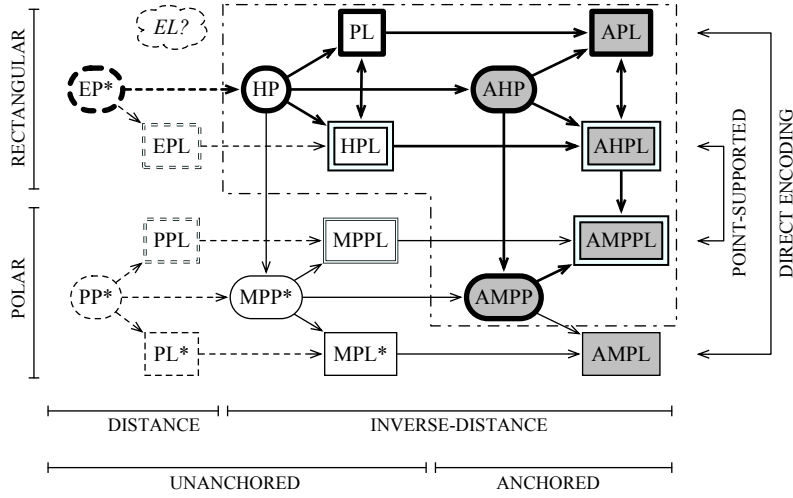 EL?
PL
APL
EP*
HP
AHP
EPL
HPL
AHPL
PPL
MPPL
AMPPL
PP*
MPP*
AMPP
PL*
MPL*
AMPL
RECTANGULAR
POLAR
POINT-SUPPORTED
DIRECT ENCODING
DISTANCE
INVERSE-DISTANCE
UNANCHORED
ANCHORED